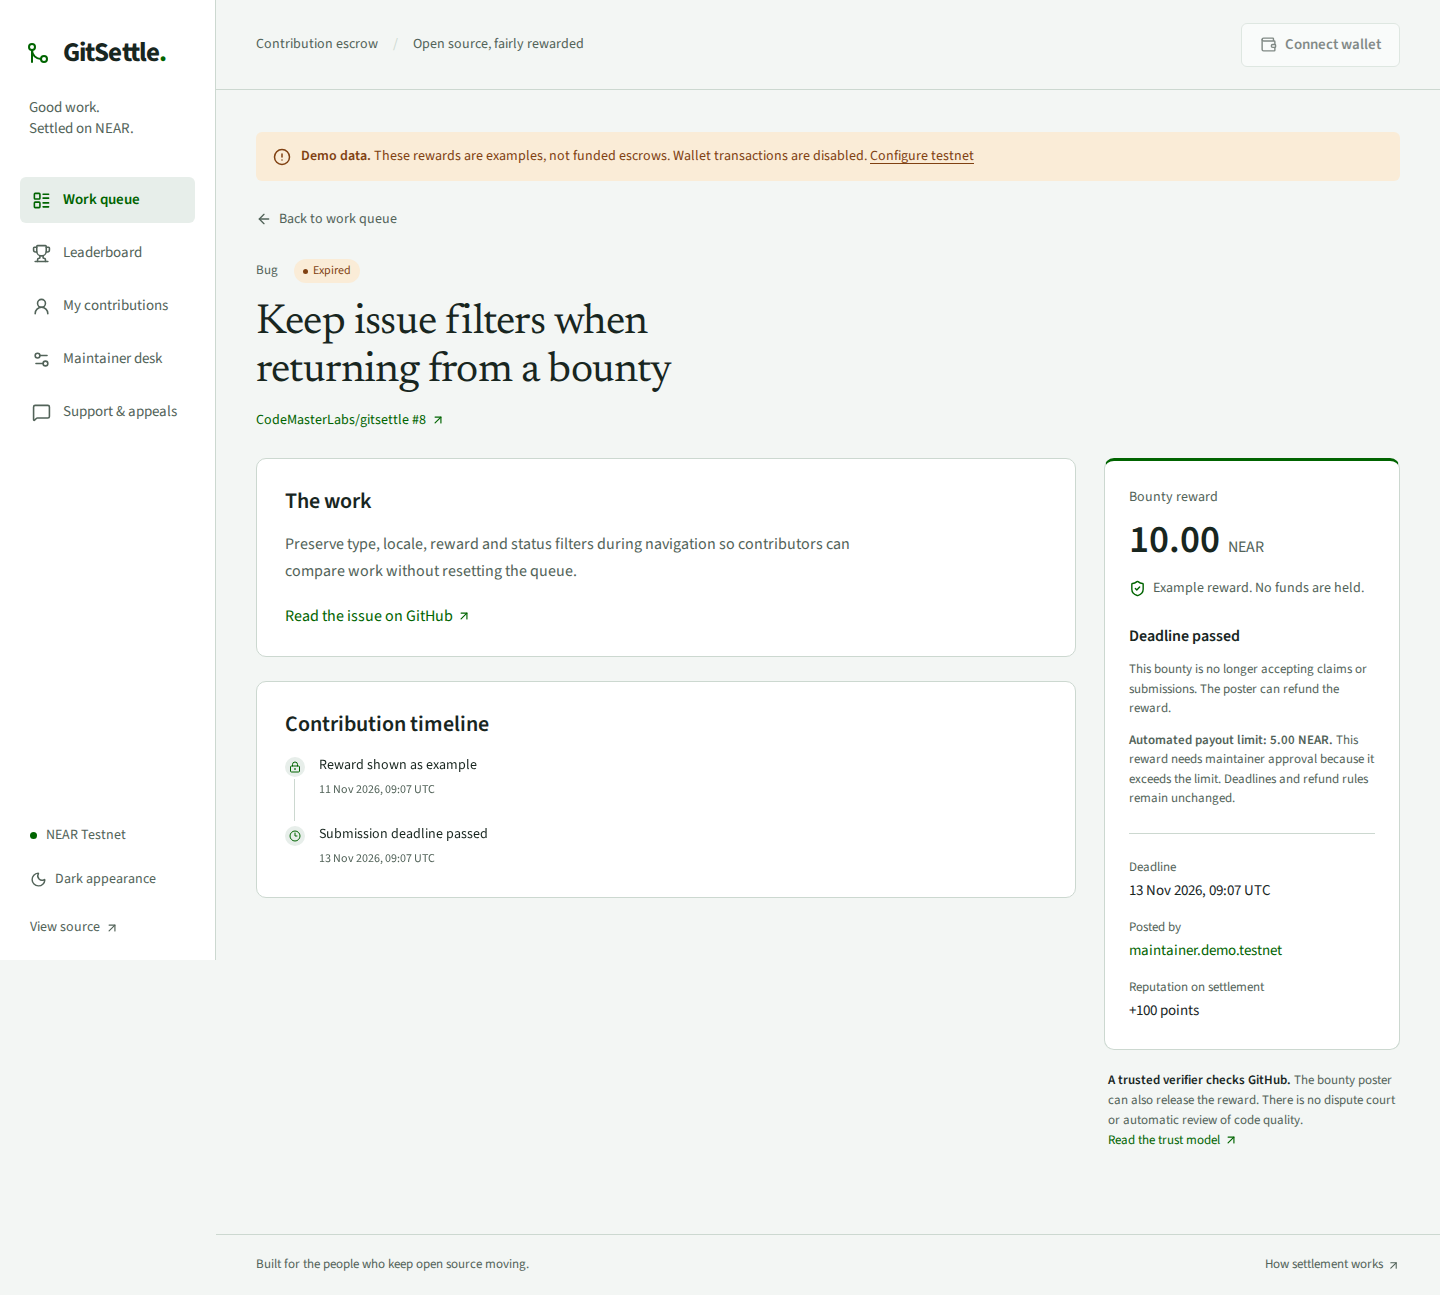 GitSettle.
Good work.
Settled on NEAR.
Work queue
Leaderboard
My contributions
Maintainer desk
Support & appeals
NEAR Testnet
Dark appearance
View source
Contribution escrow / Open source, fairly rewarded
Connect wallet
Demo data. These rewards are examples, not funded escrows. Wallet transactions are disabled. Configure testnet
Back to work queue
Bug
Expired
Keep issue filters when
returning from a bounty
CodeMasterLabs/gitsettle #8
The work
Preserve type, locale, reward and status filters during navigation so contributors can
compare work without resetting the queue.
Read the issue on GitHub
Contribution timeline
Reward shown as example
11 Nov 2026, 09:07 UTC
Submission deadline passed
13 Nov 2026, 09:07 UTC
Bounty reward
10.00 NEAR
Example reward. No funds are held.
Deadline passed
This bounty is no longer accepting claims or
submissions. The poster can refund the
reward.
Automated payout limit: 5.00 NEAR. This
reward needs maintainer approval because it
exceeds the limit. Deadlines and refund rules
remain unchanged.
Deadline
13 Nov 2026, 09:07 UTC
Posted by
maintainer.demo.testnet
Reputation on settlement
+100 points
A trusted verifier checks GitHub. The bounty poster
can also release the reward. There is no dispute court
or automatic review of code quality.
Read the trust model
Built for the people who keep open source moving.
How settlement works